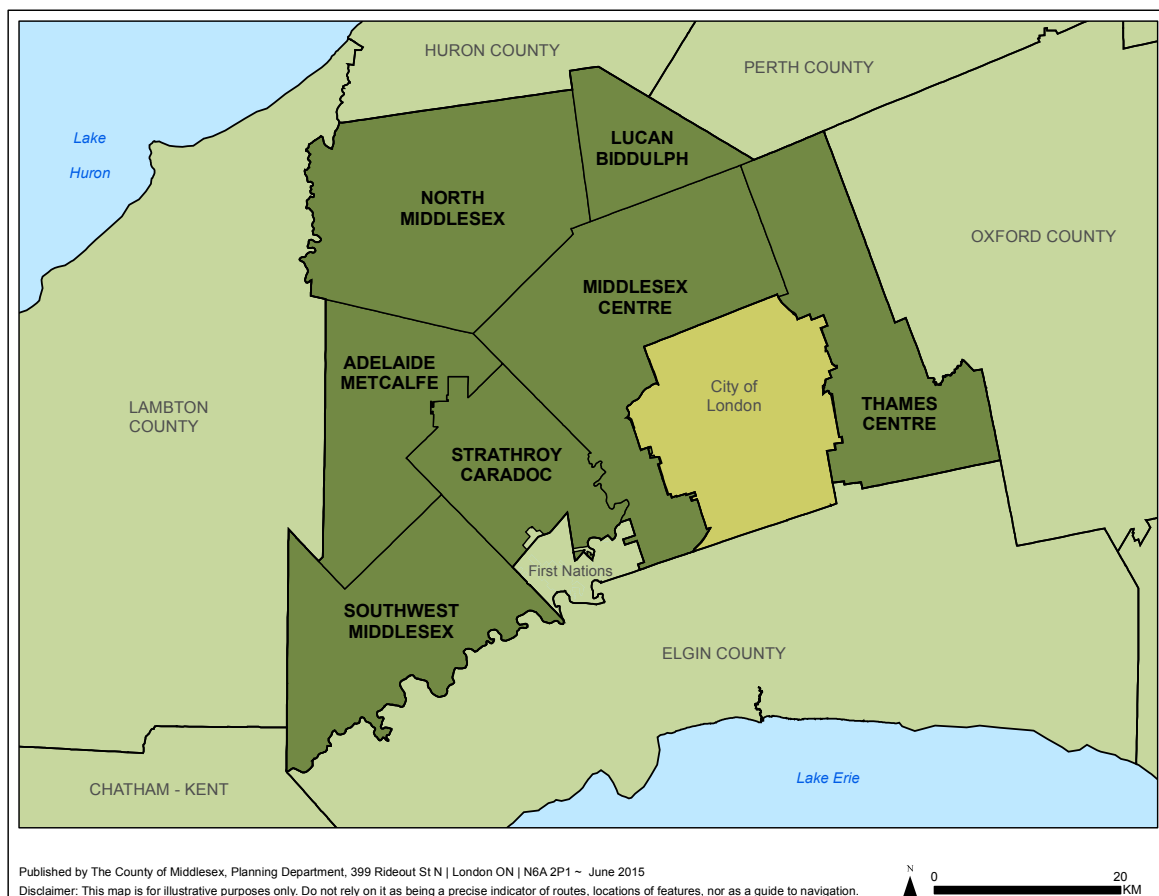 HURON COUNTY
PERTH COUNTY
Lake
Huron
LUCAN
BIDDULPH
NORTH
MIDDLESEX
OXFORD COUNTY
MIDDLESEX
CENTRE
ADELAIDE
METCALFE
City of
London
LAMBTON
COUNTY
THAMES
CENTRE
STRATHROY
CARADOC
First Nations
SOUTHWEST
MIDDLESEX
ELGIN COUNTY
Lake Erie
CHATHAM - KENT
Published by The County of Middlesex, Planning Department, 399 Rideout St N | London ON | N6A 2P1 ~ June 2015
Disclaimer: This map is for illustrative purposes only. Do not rely on it as being a precise indicator of routes, locations of features, nor as a guide to navigation.
N
0 20
KM